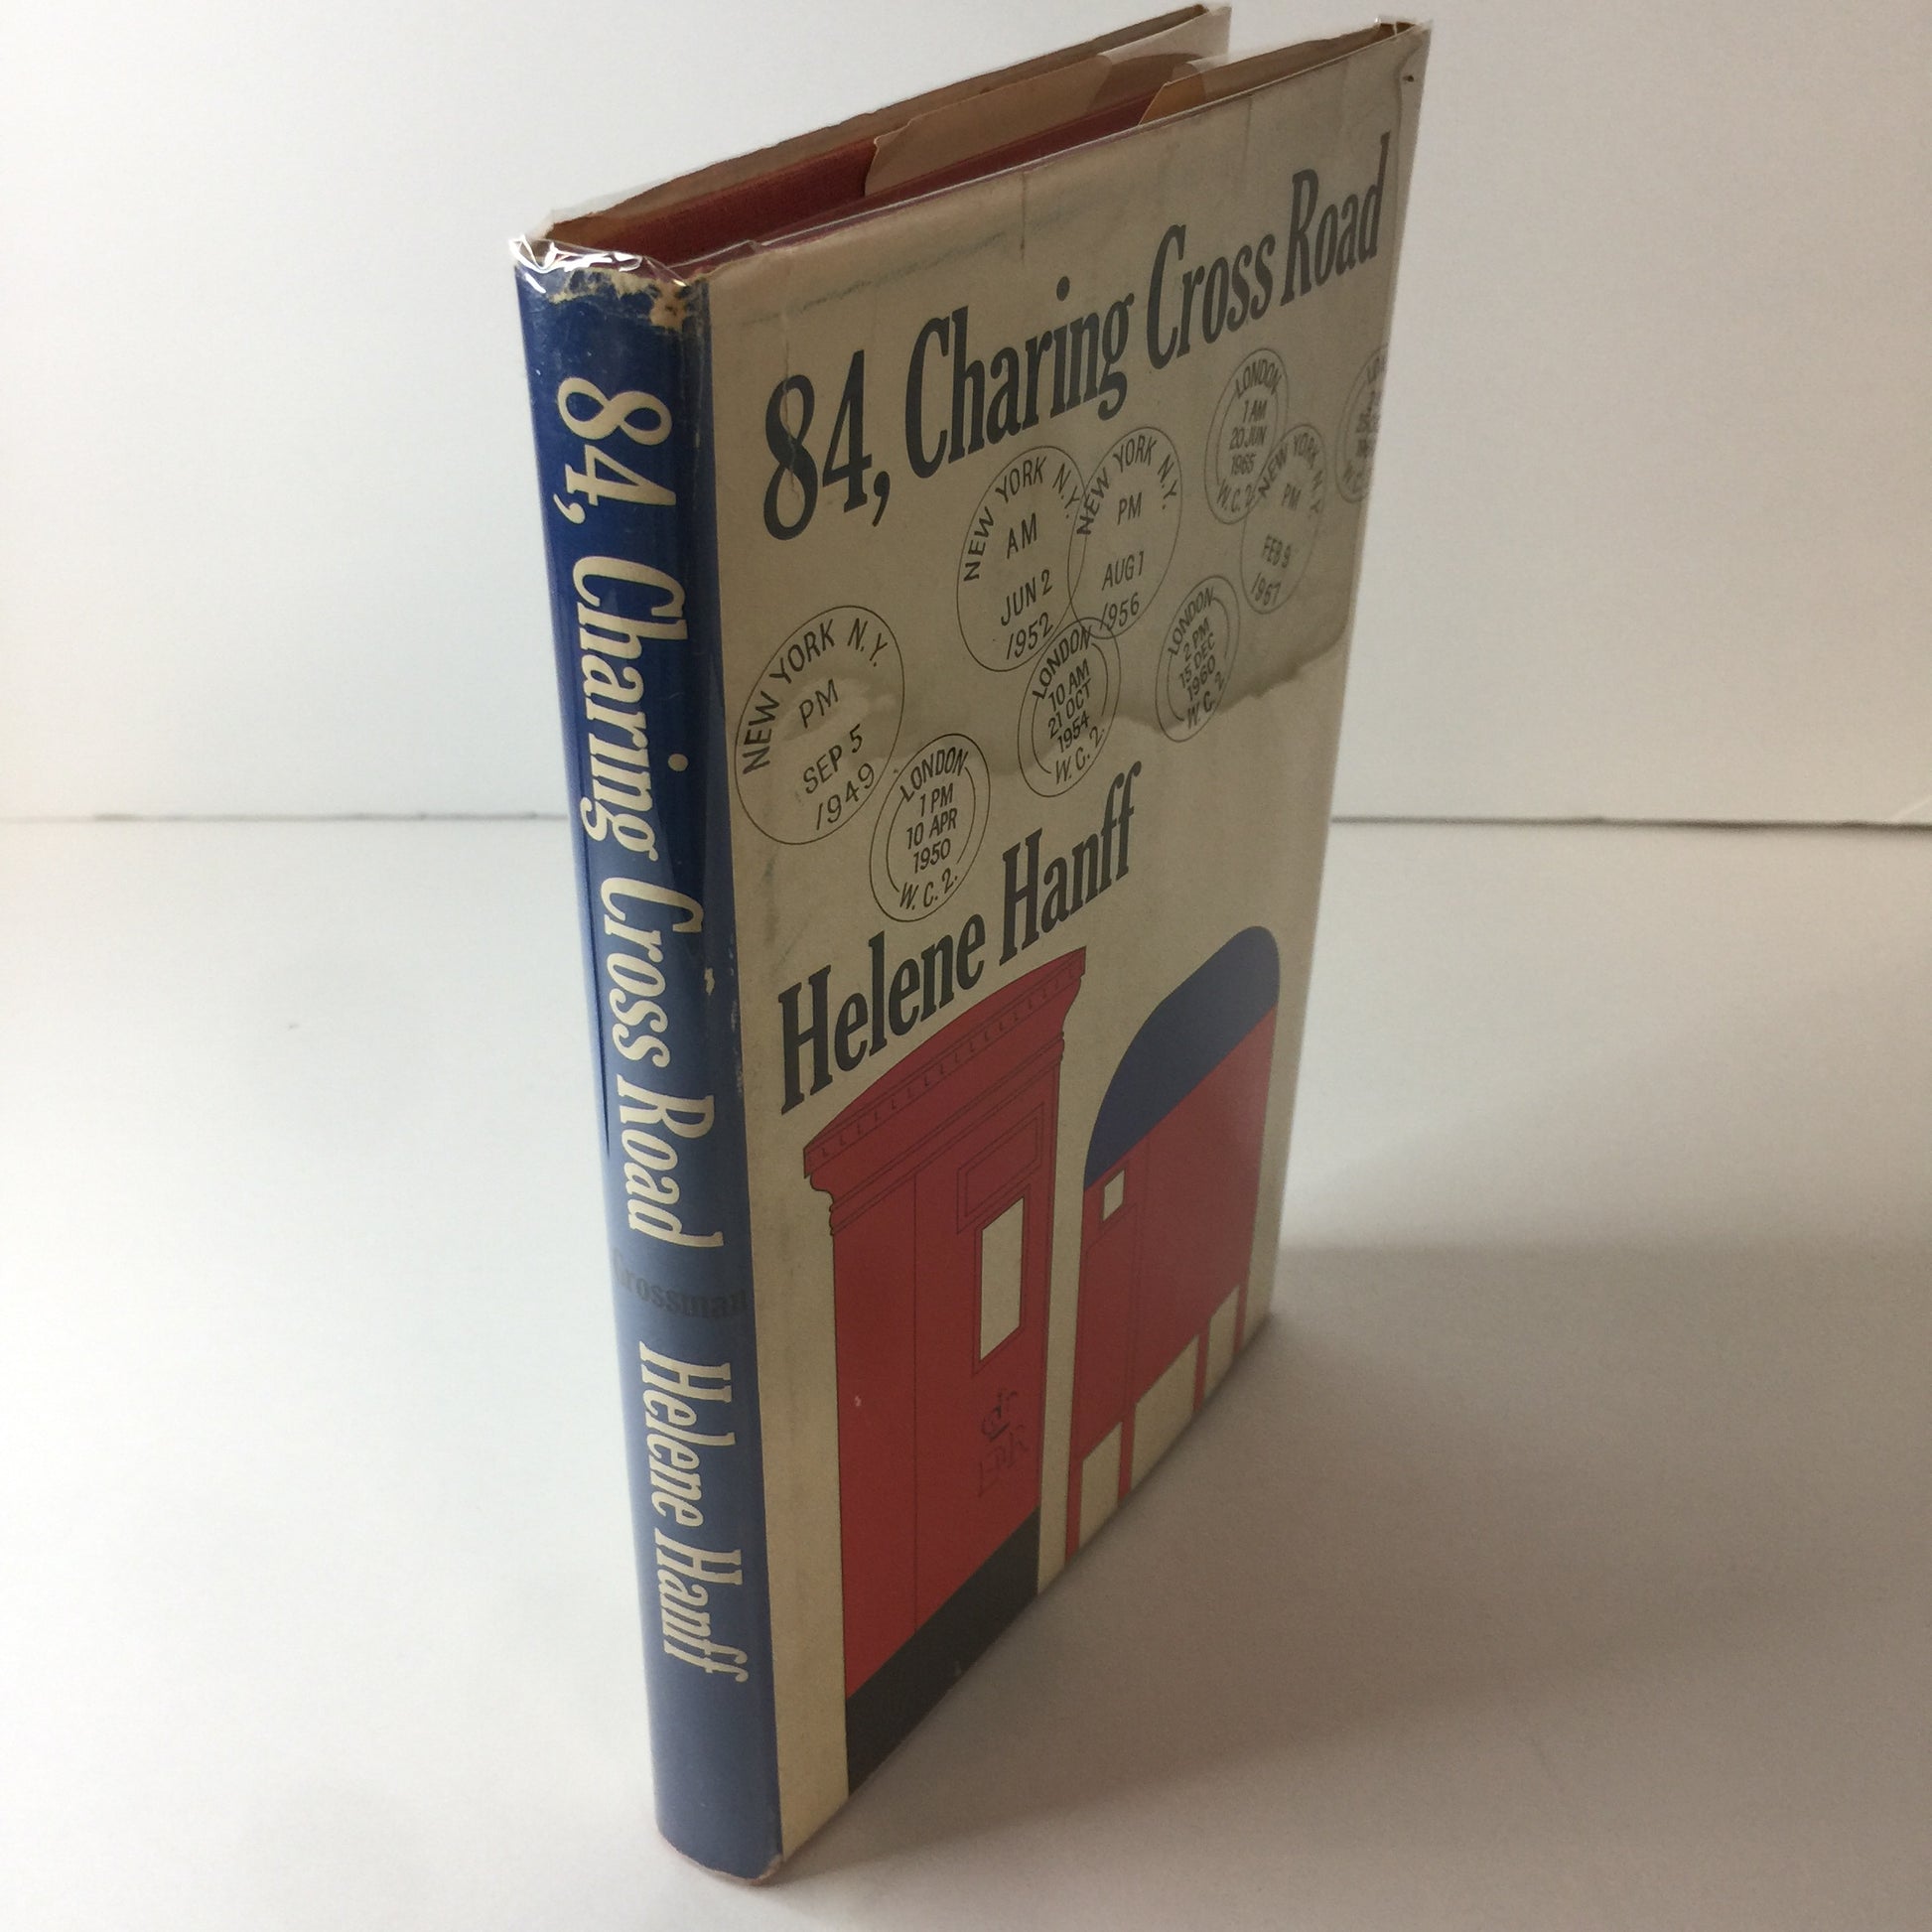 84, Charing Cross Road
Grossman
Helene Hanff
84, Charing Cross Road
NEW YORK N.Y.
PM
SEP 5
1949
LONDON
1 PM
10 APR
1950
W.C.2.
NEW YORK N.Y.
AM
JUN 2
1952
LONDON
10 AM
21 OCT
1954
W.C.2.
NEW YORK N.Y.
PM
AUG 1
1956
LONDON
2 PM
15 DEC
1960
W.C.2.
LONDON
1 AM
20 JUN
1965
W.C.2.
NEW YORK N.Y.
PM
FEB 9
1967
Helene Hanff